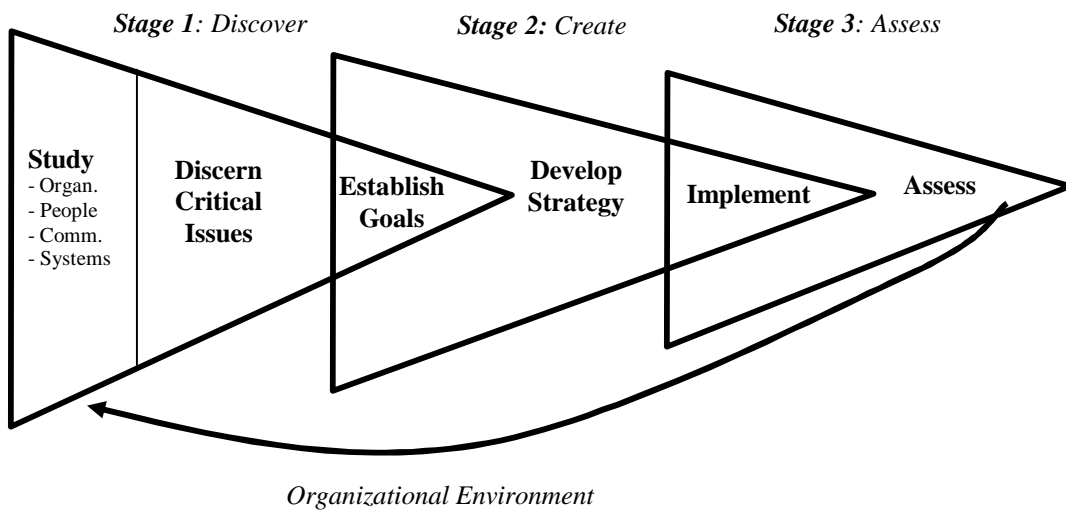 Stage 1: Discover
Stage 2: Create
Stage 3: Assess
Study
- Organ.
- People
- Comm.
- Systems
Discern
Critical
Issues
Establish
Goals
Develop
Strategy
Implement
Assess
Organizational Environment